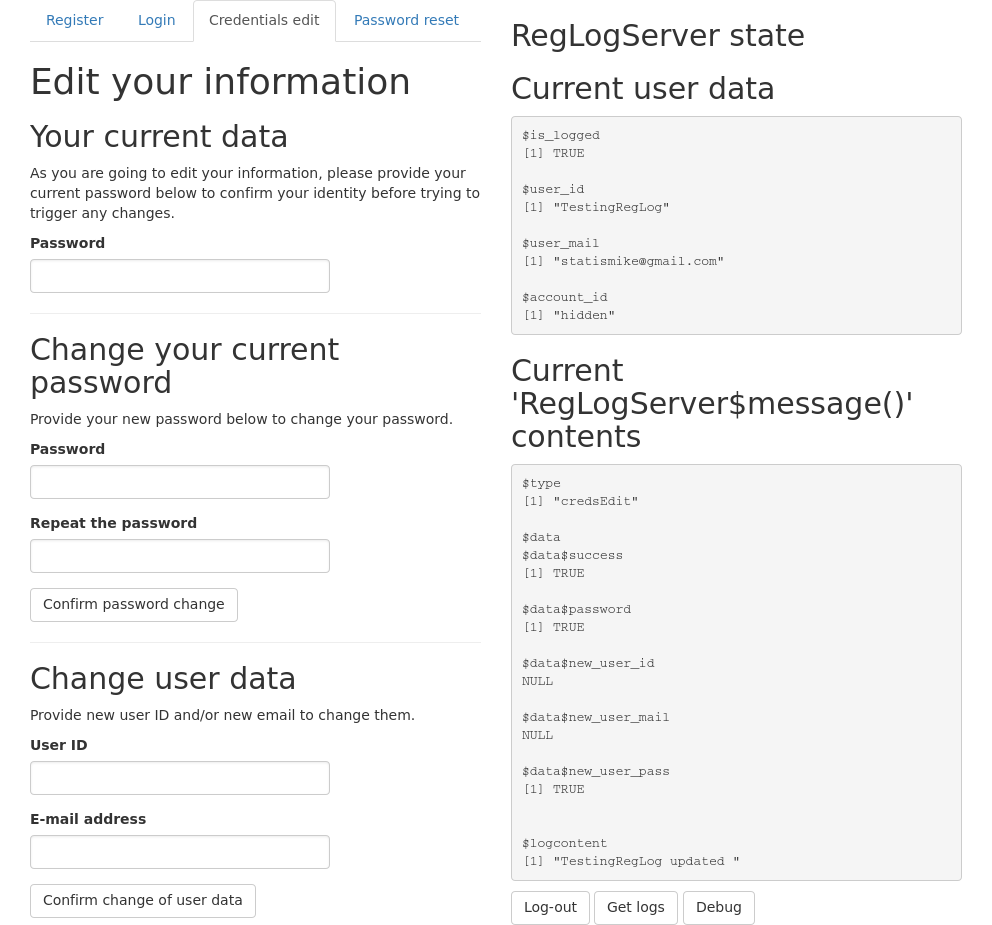 Register Login Credentials edit Password reset
Edit your information
Your current data
As you are going to edit your information, please provide your
current password below to confirm your identity before trying to
trigger any changes.
Password
Change your current
password
Provide your new password below to change your password.
Password
Repeat the password
Confirm password change
Change user data
Provide new user ID and/or new email to change them.
User ID
E-mail address
Confirm change of user data
RegLogServer state
Current user data
$is_logged
[1] TRUE
$user_id
[1] "TestingRegLog"
$user_mail
[1] "statismike@gmail.com"
$account_id
[1] "hidden"
Current
'RegLogServer$message()'
contents
$type
[1] "credsEdit"
$data
$data$success
[1] TRUE
$data$password
[1] TRUE
$data$new_user_id
NULL
$data$new_user_mail
NULL
$data$new_user_pass
[1] TRUE
$logcontent
[1] "TestingRegLog updated "
Log-out Get logs Debug